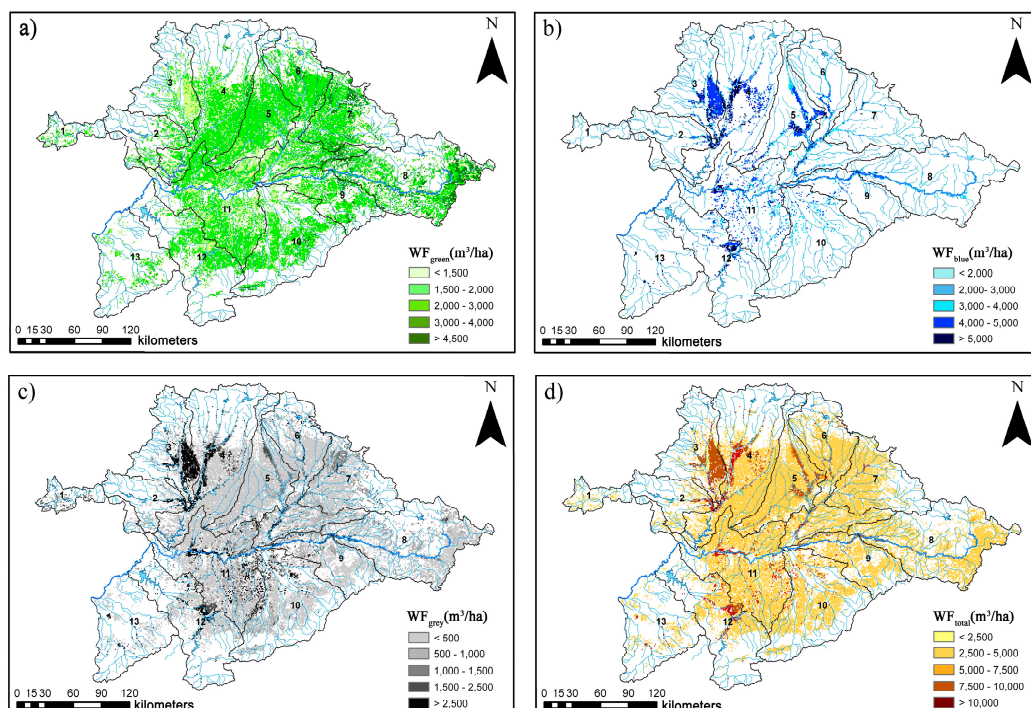 a)
N
1
2
3
4
5
6
7
8
9
10
11
12
13
WFgreen(m³/ha)
< 1,500
1,500 - 2,000
2,000 - 3,000
3,000 - 4,000
> 4,500
0 15 30 60 90 120
kilometers
b)
N
1
2
3
5
6
7
8
9
10
11
12
13
WFblue(m³/ha)
< 2,000
2,000- 3,000
3,000 - 4,000
4,000 - 5,000
> 5,000
0 15 30 60 90 120
kilometers
c)
N
1
2
3
4
5
6
7
8
9
10
11
12
13
WFgrey(m³/ha)
< 500
500 - 1,000
1,000 - 1,500
1,500 - 2.500
> 2,500
0 15 30 60 90 120
kilometers
d)
N
1
2
3
4
5
6
7
8
9
10
11
12
13
WFtotal(m³/ha)
< 2,500
2,500 - 5,000
5,000 - 7,500
7,500 - 10,000
> 10,000
0 15 30 60 90 120
kilometers